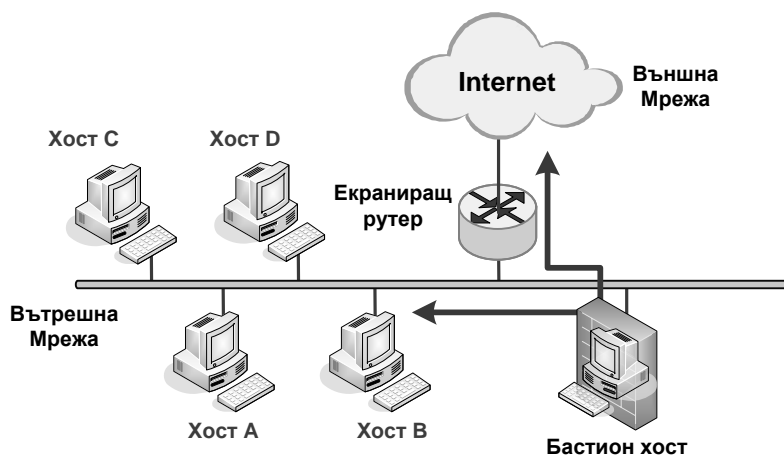 Internet
Външна
Мрежа
Хост C
Хост D
Екраниращ
рутер
Вътрешна
Мрежа
Хост A
Хост B
Бастион хост